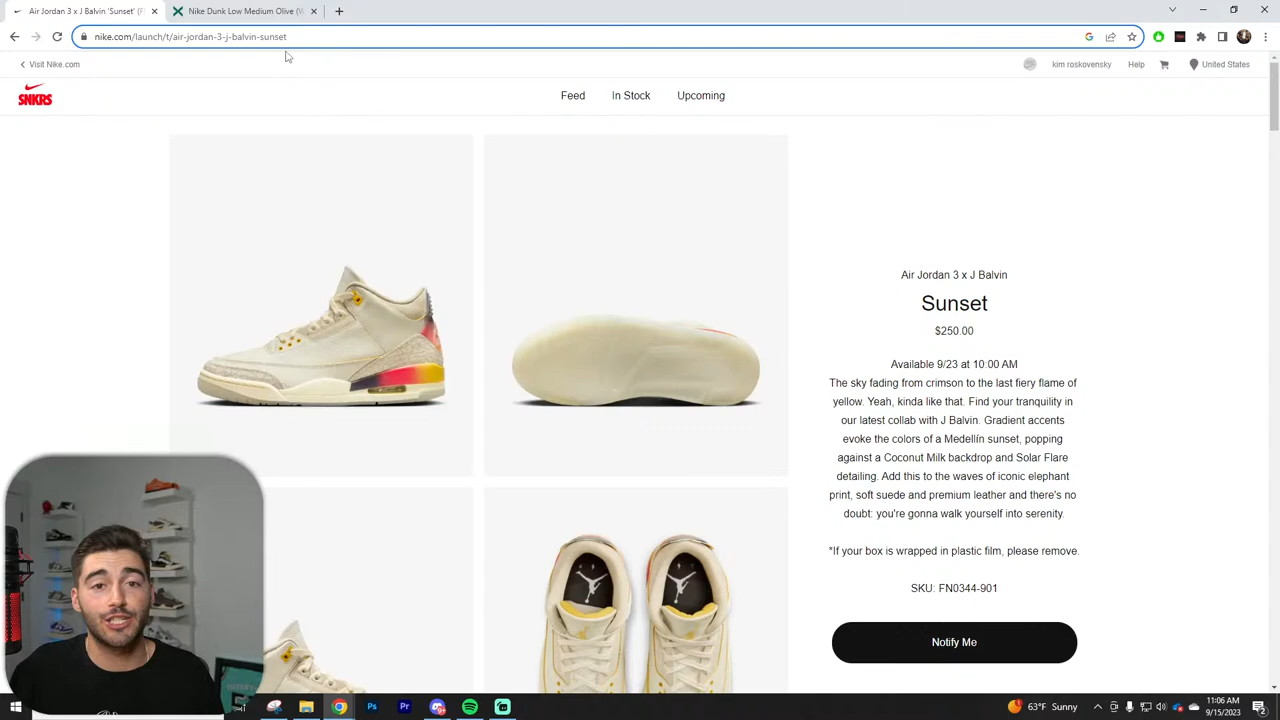 Air Jordan 3 x J Balvin 'Sunset' (F
Nike Dunk Low Medium Olive (W
nike.com/launch/t/air-jordan-3-j-balvin-sunset
Visit Nike.com
kim roskovensky
Help
United States
SNKRS
Feed
In Stock
Upcoming
Air Jordan 3 x J Balvin
Sunset
$250.00
Available 9/23 at 10:00 AM
The sky fading from crimson to the last fiery flame of
yellow. Yeah, kinda like that. Find your tranquility in
our latest collab with J Balvin. Gradient accents
evoke the colors of a Medellín sunset, popping
against a Coconut Milk backdrop and Solar Flare
detailing. Add this to the waves of iconic elephant
print, soft suede and premium leather and there's no
doubt: you're gonna walk yourself into serenity.
*If your box is wrapped in plastic film, please remove.
SKU: FN0344-901
Notify Me
Ps
Pr
63°F Sunny
11:06 AM
9/15/2023
2